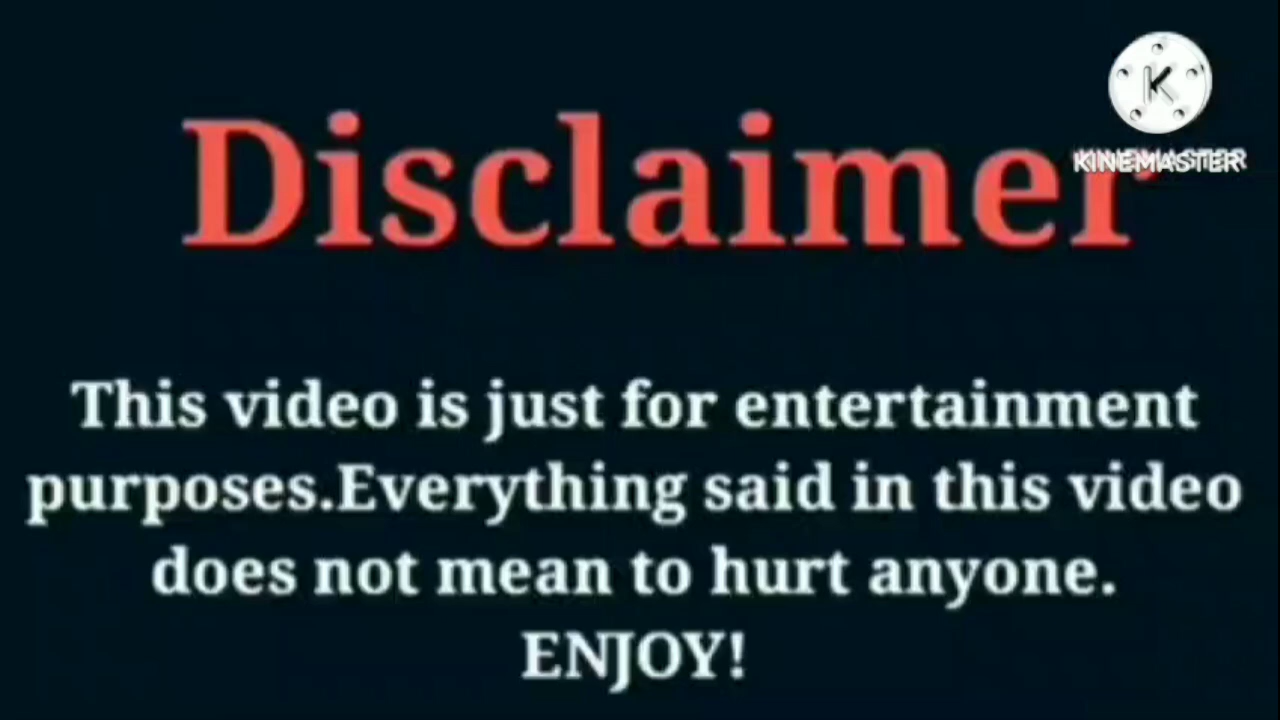 K
KINEMASTER
Disclaimer
This video is just for entertainment
purposes.Everything said in this video
does not mean to hurt anyone.
ENJOY!